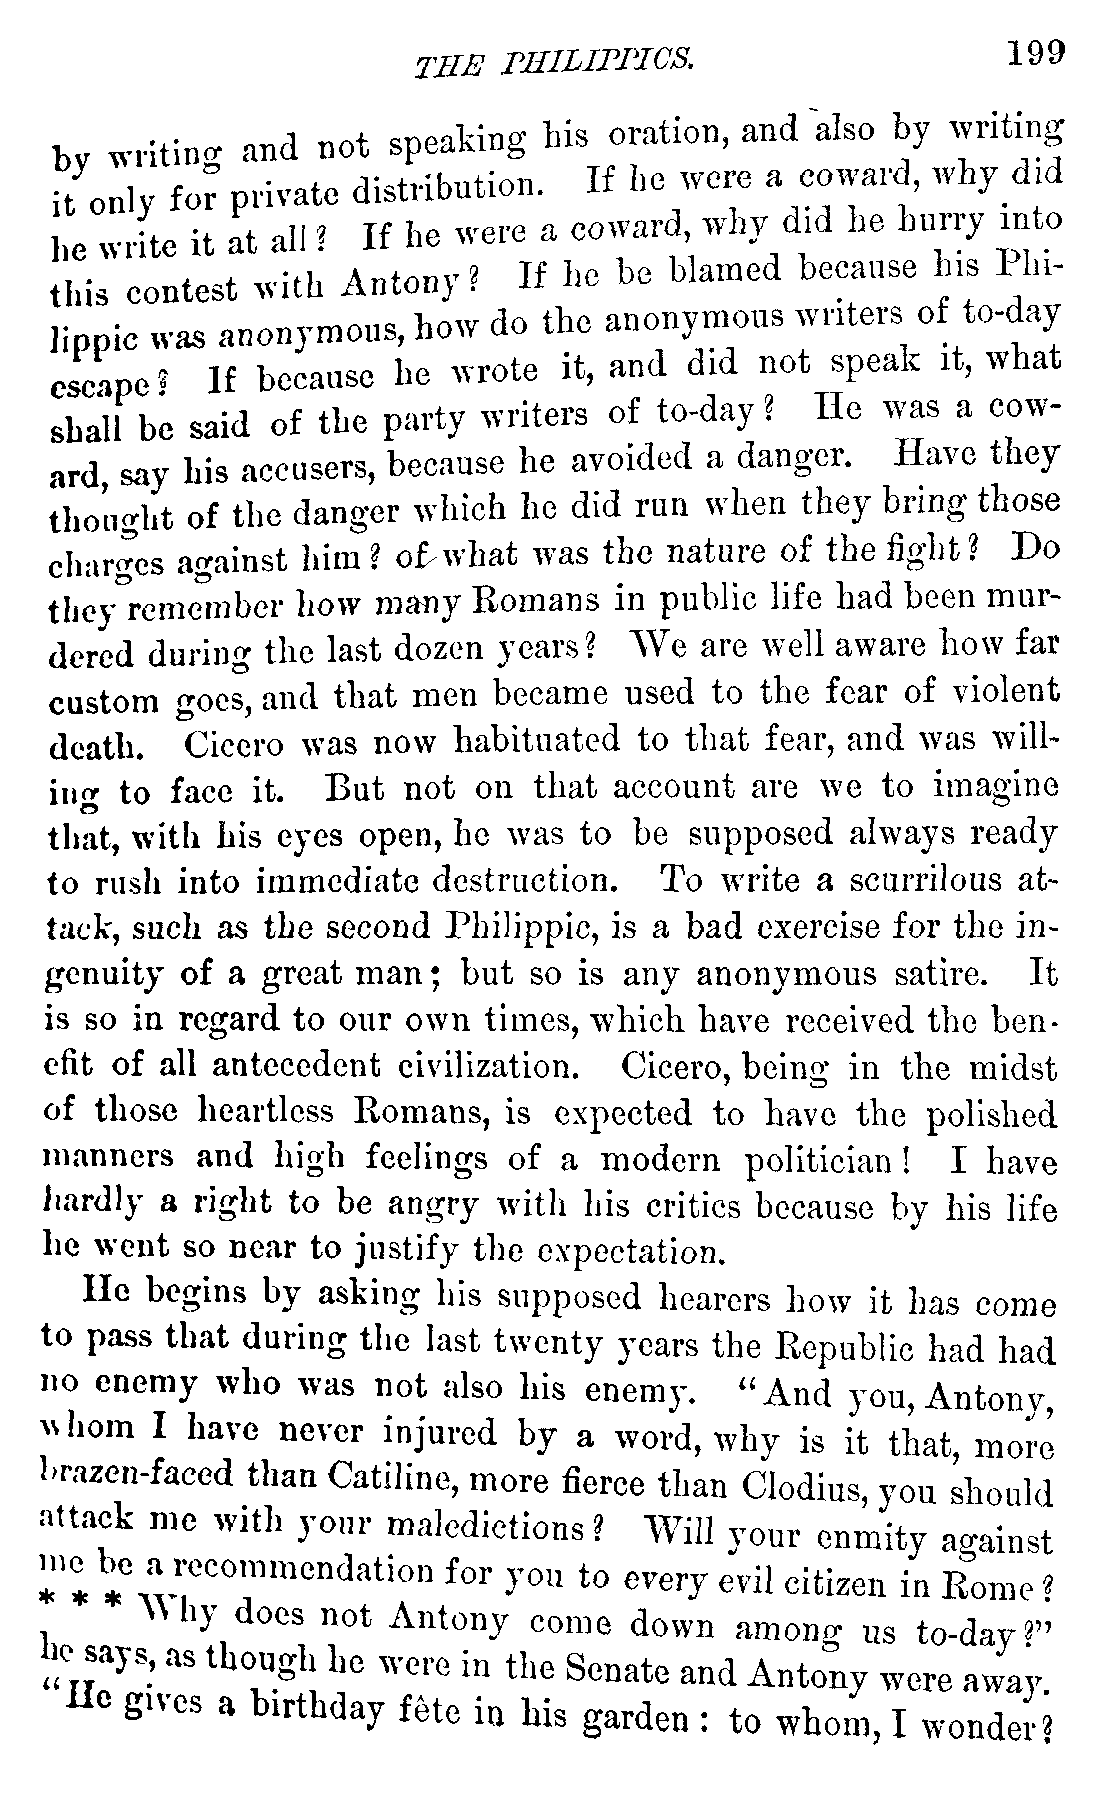 THE PHILIPPICS. 199
by writing and not speaking his oration, and also by writing
it only for private distribution. If he were a coward, why did
he write it at all? If he were a coward, why did he hurry into
this contest with Antony? If he be blamed because his Phi-
lippic was anonymous, how do the anonymous writers of to-day
escape? If because he wrote it, and did not speak it, what
shall be said of the party writers of to-day? He was a cow-
ard, say his accusers, because he avoided a danger. Have they
thought of the danger which he did run when they bring those
charges against him? of what was the nature of the fight? Do
they remember how many Romans in public life had been mur-
dered during the last dozen years? We are well aware how far
custom goes, and that men became used to the fear of violent
death. Cicero was now habituated to that fear, and was will-
ing to face it. But not on that account are we to imagine
that, with his eyes open, he was to be supposed always ready
to rush into immediate destruction. To write a scurrilous at-
tack, such as the second Philippic, is a bad exercise for the in-
genuity of a great man; but so is any anonymous satire. It
is so in regard to our own times, which have received the ben-
efit of all antecedent civilization. Cicero, being in the midst
of those heartless Romans, is expected to have the polished
manners and high feelings of a modern politician! I have
hardly a right to be angry with his critics because by his life
he went so near to justify the expectation.
He begins by asking his supposed hearers how it has come
to pass that during the last twenty years the Republic had had
no enemy who was not also his enemy. "And you, Antony,
whom I have never injured by a word, why is it that, more
brazen-faced than Catiline, more fierce than Clodius, you should
attack me with your maledictions? Will your enmity against
me be a recommendation for you to every evil citizen in Rome?
* * * Why does not Antony come down among us to-day?"
he says, as though he were in the Senate and Antony were away.
"He gives a birthday fête in his garden: to whom, I wonder?